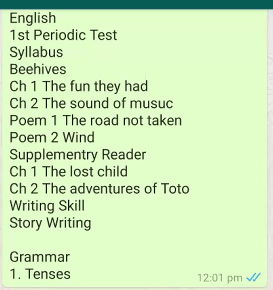 English
1st Periodic Test
Syllabus
Beehives
Ch 1 The fun they had
Ch 2 The sound of musuc
Poem 1 The road not taken
Poem 2 Wind
Supplementry Reader
Ch 1 The lost child
Ch 2 The adventures of Toto
Writing Skill
Story Writing
Grammar
1. Tenses
12:01 pm